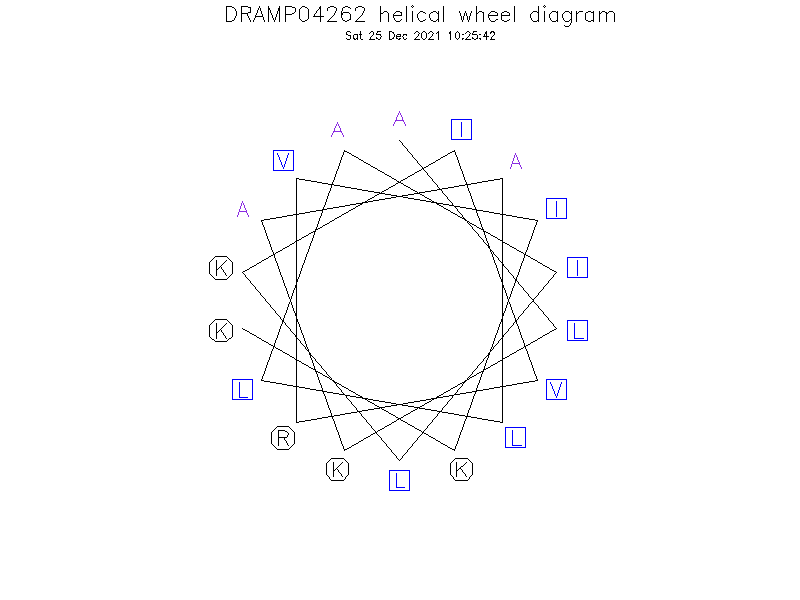 DRAMP04262 helical wheel diagram
Sat 25 Dec 2021 10:25:42
A
A I
V A
A I
K I
K L
L V
R L
K K
L